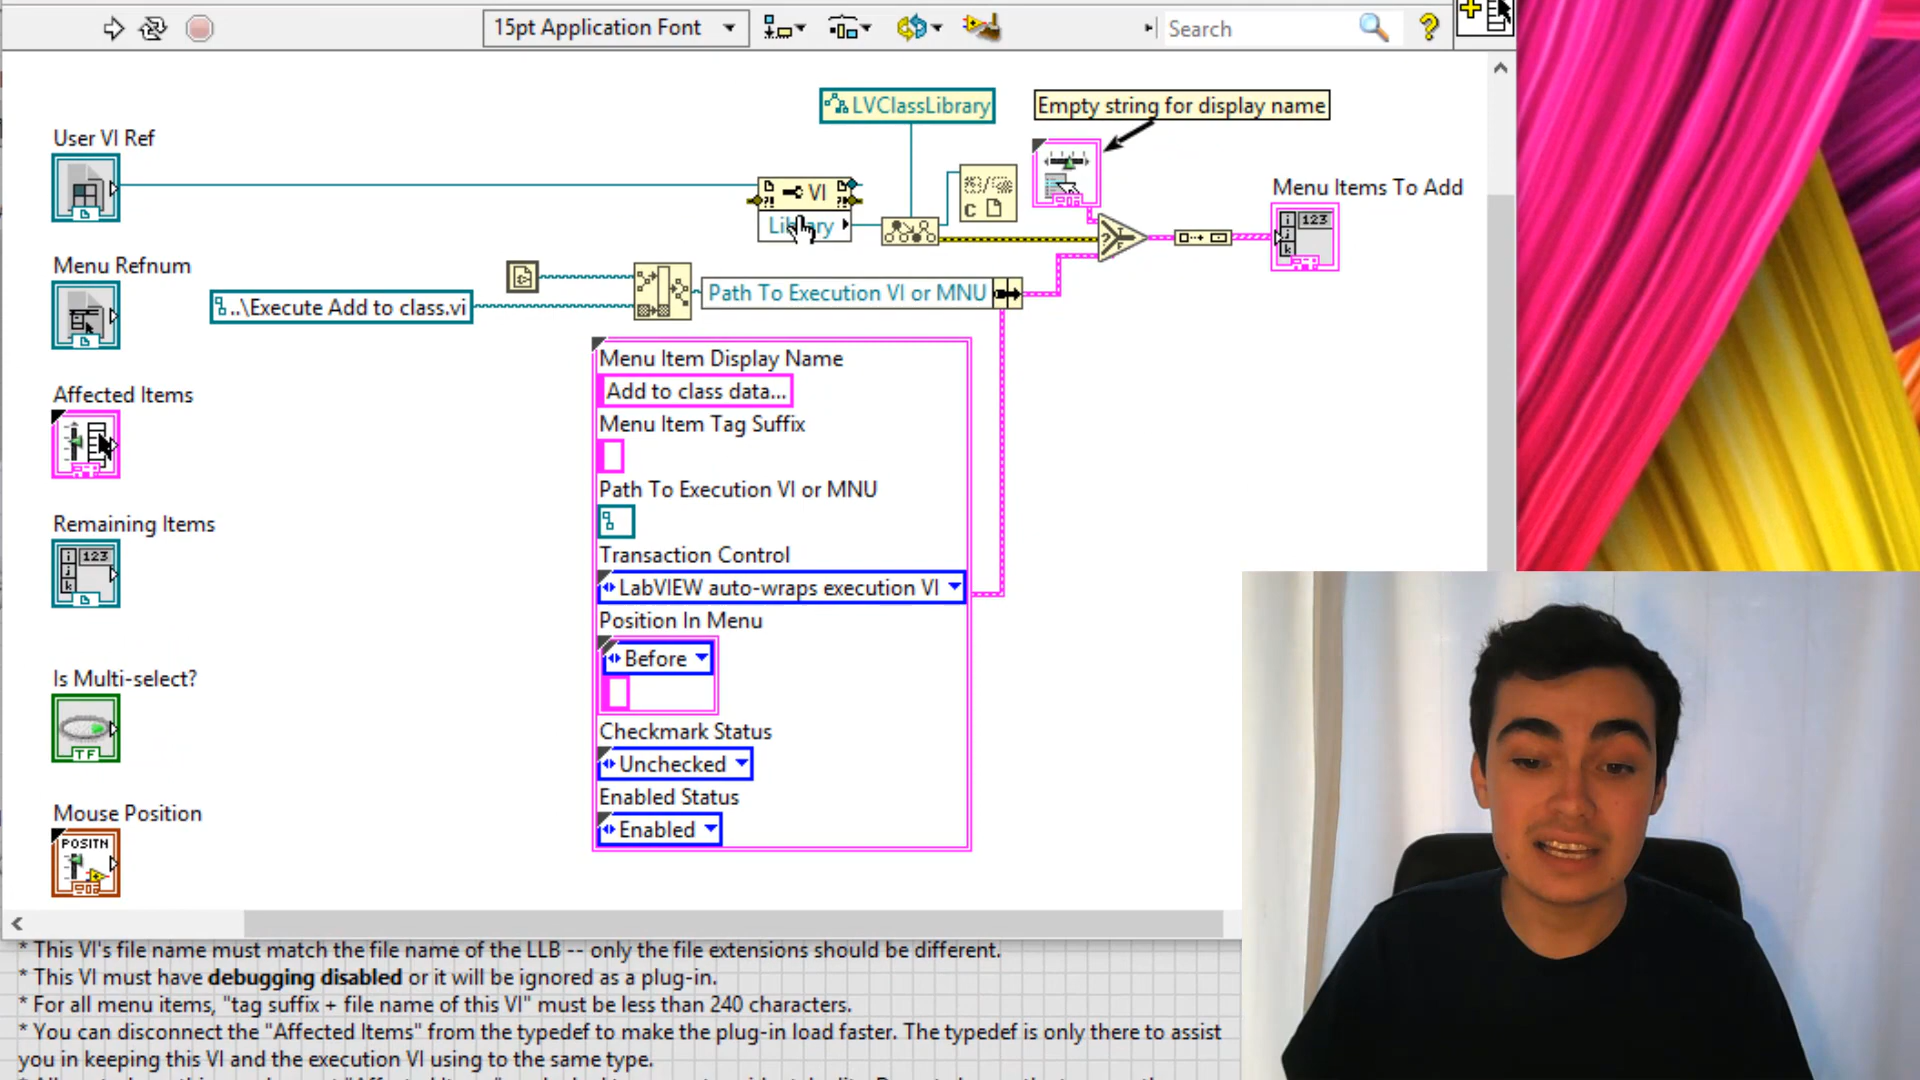 15pt Application Font
Search
LVClassLibrary
Empty string for display name
User VI Ref
VI
Library
Menu Items To Add
123
Menu Refnum
..\Execute Add to class.vi
Path To Execution VI or MNU
Menu Item Display Name
Add to class data...
Menu Item Tag Suffix
Affected Items
Path To Execution VI or MNU
Remaining Items
123
Transaction Control
LabVIEW auto-wraps execution VI
Position In Menu
Before
Is Multi-select?
TF
Checkmark Status
Unchecked
Enabled Status
Enabled
Mouse Position
POSITN
* This VI's file name must match the file name of the LLB -- only the file extensions should be different.
* This VI must have debugging disabled or it will be ignored as a plug-in.
* For all menu items, "tag suffix + file name of this VI" must be less than 240 characters.
* You can disconnect the "Affected Items" from the typedef to make the plug-in load faster. The typedef is only there to assist
you in keeping this VI and the execution VI using to the same type.